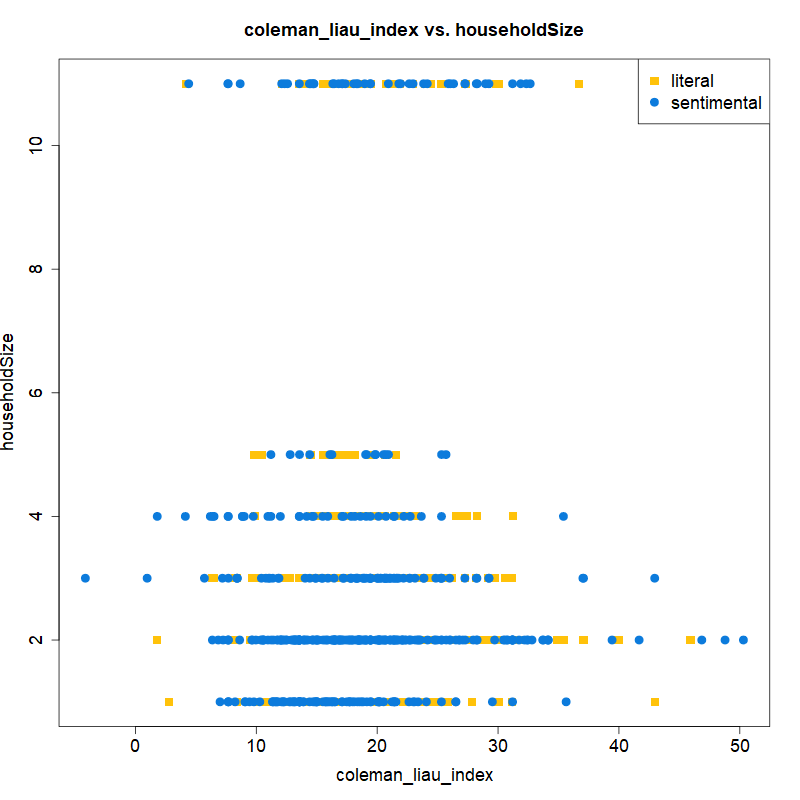 coleman_liau_index vs. householdSize
literal
sentimental
householdSize
10
8
6
4
2
0 10 20 30 40 50
coleman_liau_index